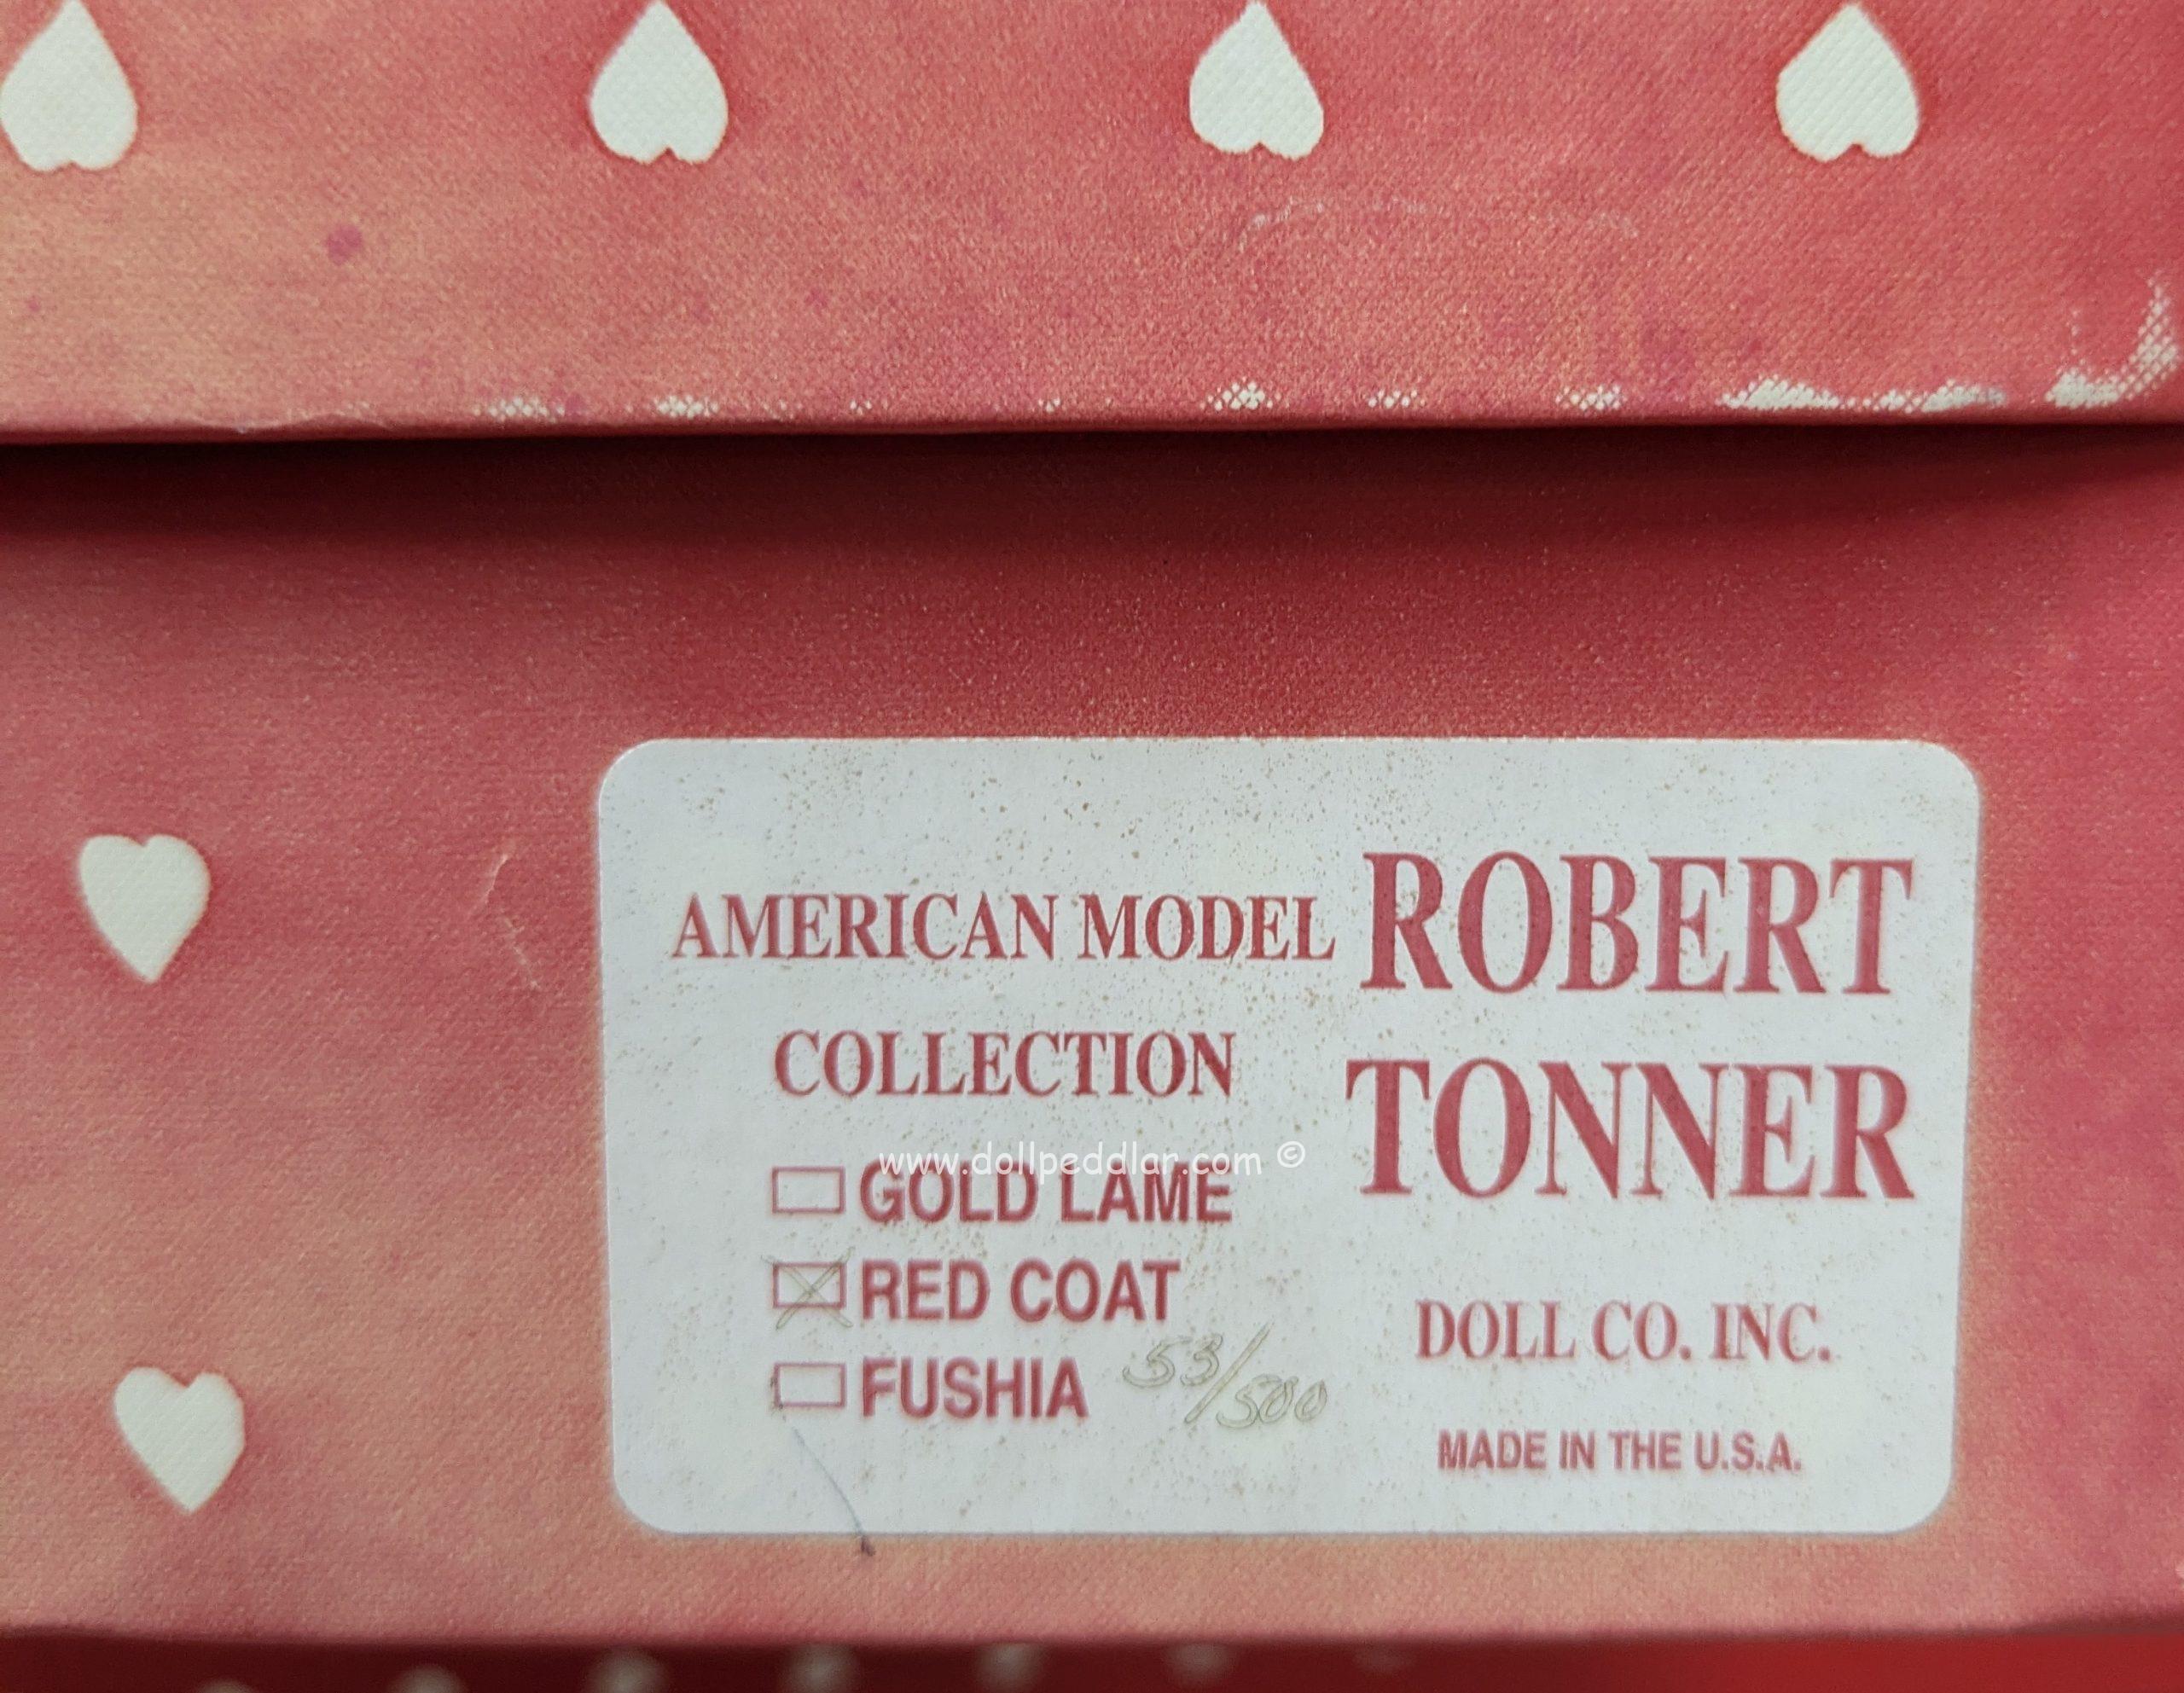 AMERICAN MODEL
COLLECTION
www.dollpeddlar.com ©
GOLD LAME
RED COAT
FUSHIA
53/500
ROBERT
TONNER
DOLL CO. INC.
MADE IN THE U.S.A.